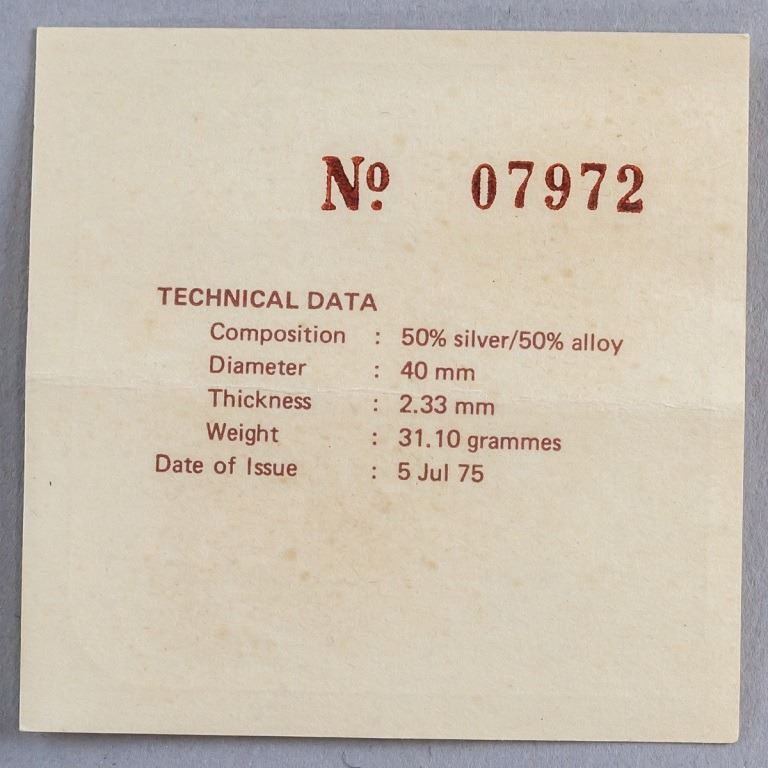 Nº. 07972
TECHNICAL DATA
Composition : 50% silver/50% alloy
Diameter : 40 mm
Thickness : 2.33 mm
Weight : 31.10 grammes
Date of Issue : 5 Jul 75